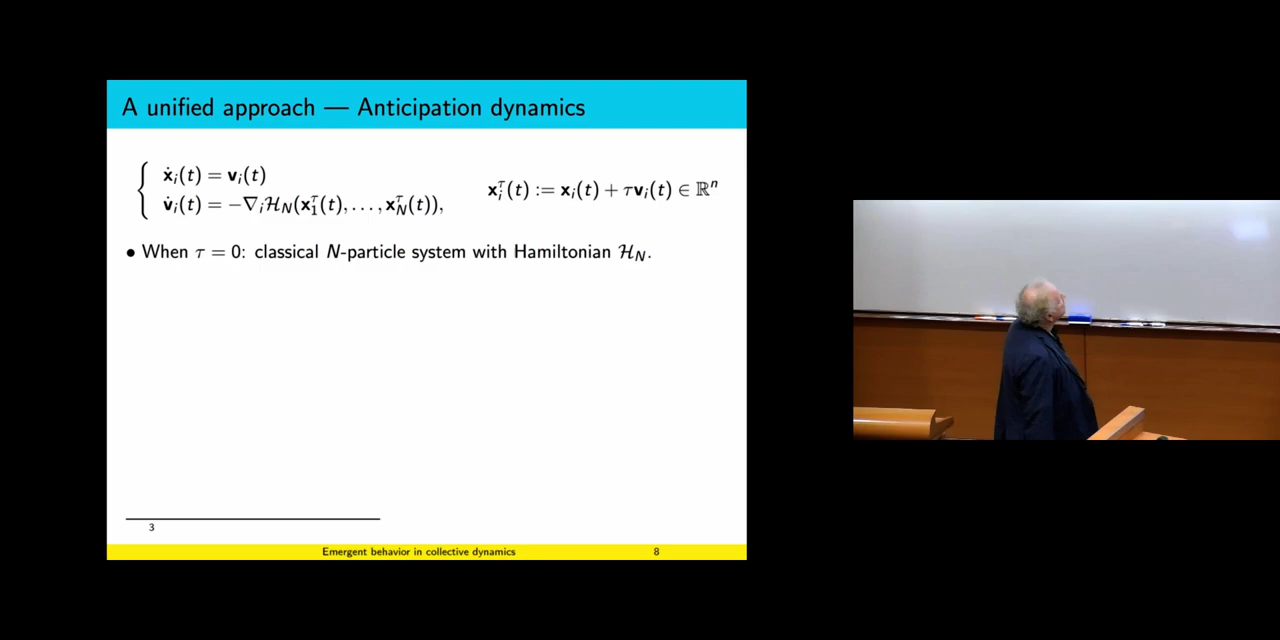 A unified approach — Anticipation dynamics
ẋᵢ(t) = vᵢ(t)
v̇ᵢ(t) = −∇ᵢℋ_N(x₁^τ(t), …, x_N^τ(t)),
xᵢ^τ(t) := xᵢ(t) + τvᵢ(t) ∈ ℝⁿ
• When τ = 0: classical N-particle system with Hamiltonian ℋ_N.
3
Emergent behavior in collective dynamics 8